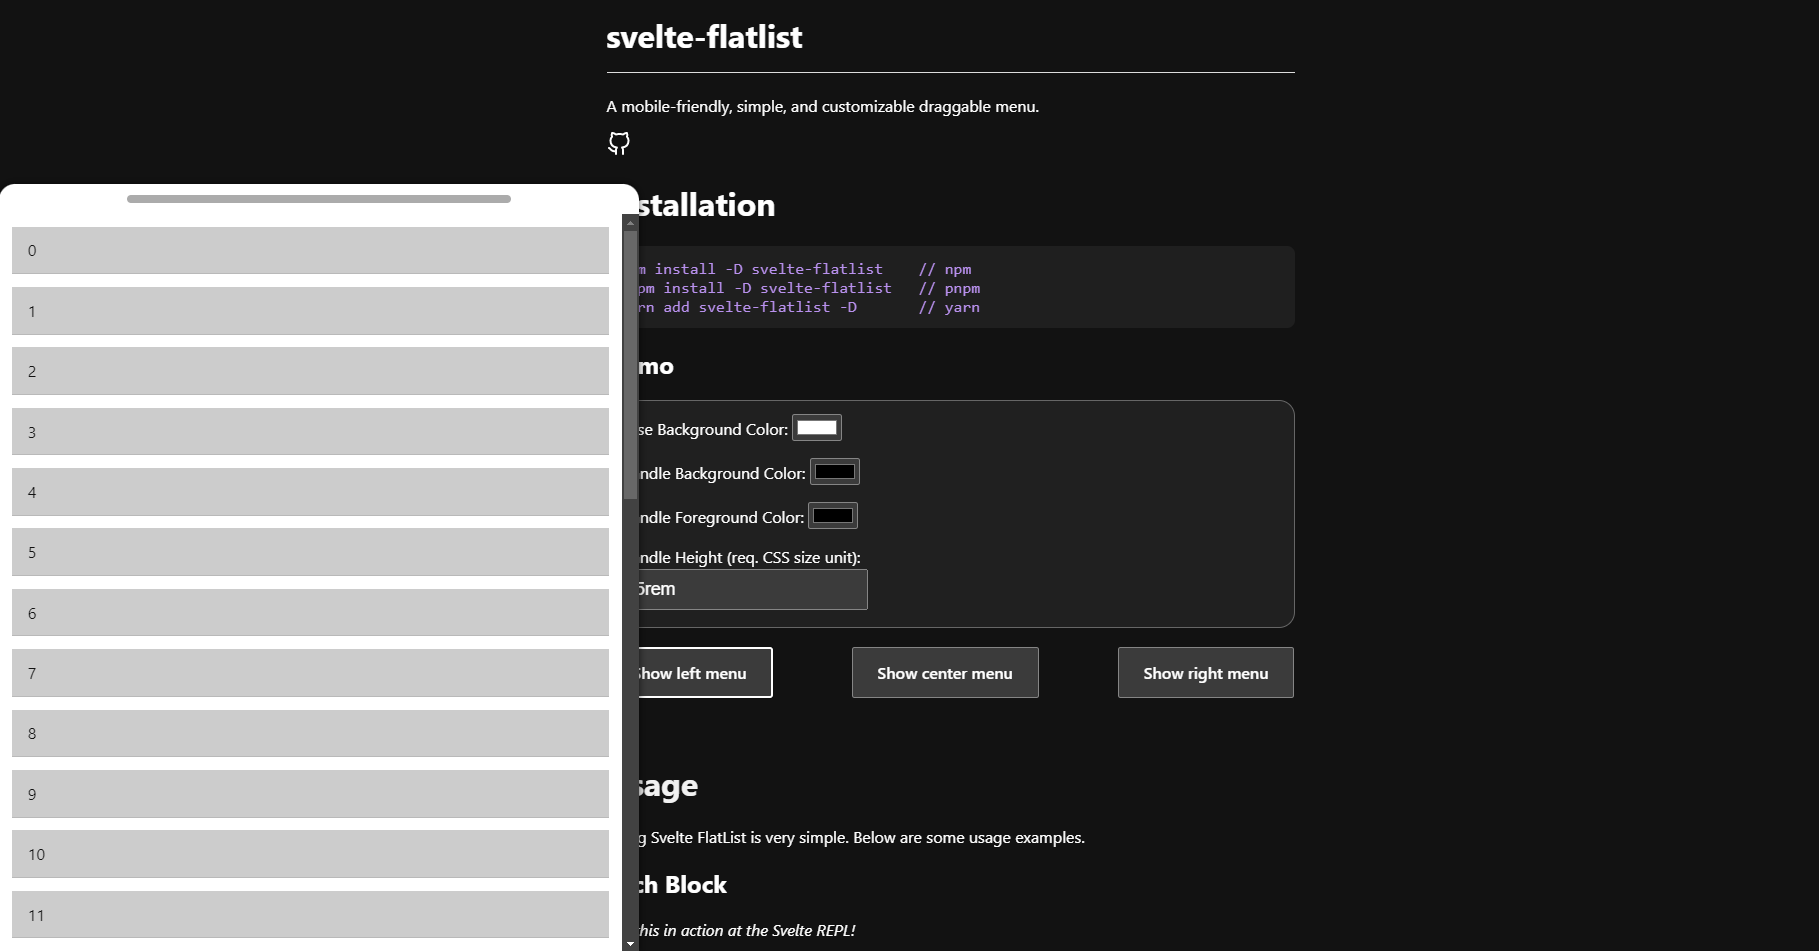 svelte-flatlist
A mobile-friendly, simple, and customizable draggable menu.
stallation
m install -D svelte-flatlist // npm
pm install -D svelte-flatlist // pnpm
rn add svelte-flatlist -D // yarn
mo
se Background Color:
ndle Background Color:
ndle Foreground Color:
ndle Height (req. CSS size unit):
5rem
Show left menu
Show center menu
Show right menu
sage
g Svelte FlatList is very simple. Below are some usage examples.
ch Block
this in action at the Svelte REPL!
0
1
2
3
4
5
6
7
8
9
10
11